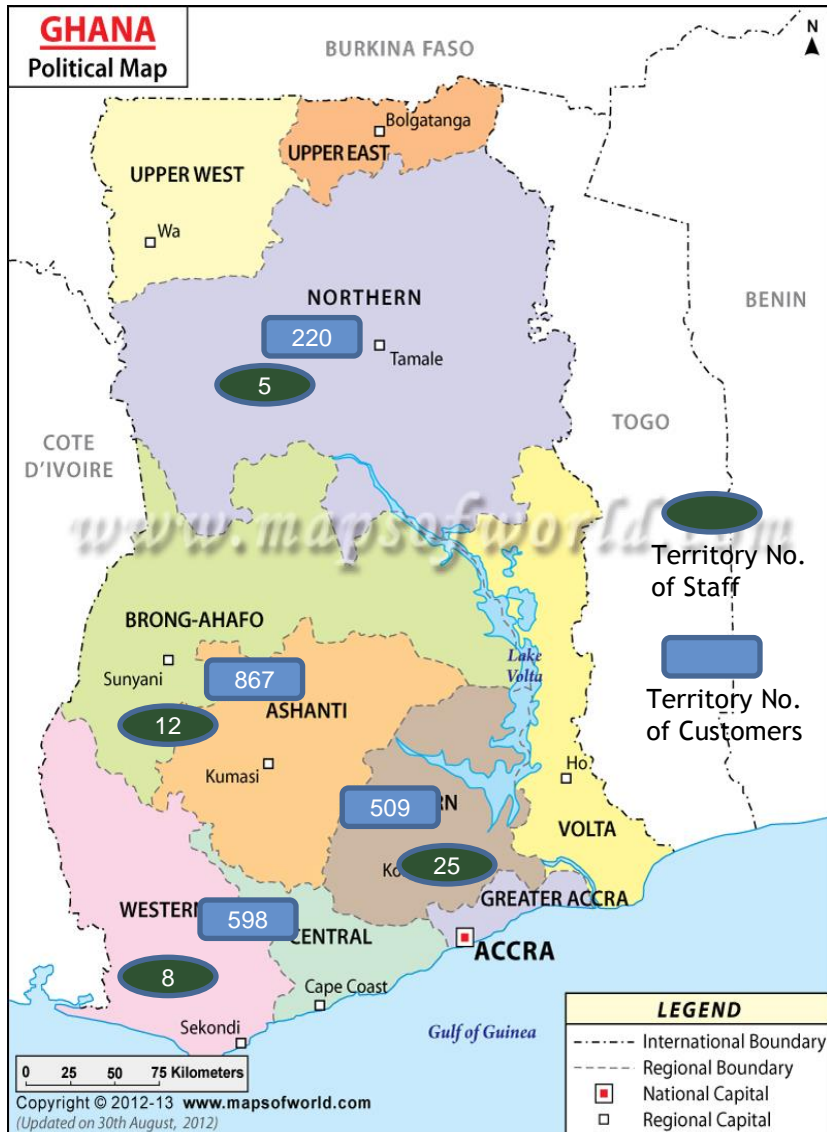 GHANA
Political Map
BURKINA FASO
N
Bolgatanga
UPPER EAST
UPPER WEST
Wa
NORTHERN
BENIN
220
Tamale
5
TOGO
COTE
D'IVOIRE
www.mapsofworld.com
Territory No.
of Staff
BRONG-AHAFO
Lake
Volta
Sunyani
867
ASHANTI
Territory No.
of Customers
12
Kumasi
Ho
509
RN
VOLTA
Ko
25
WESTERN
598
GREATER ACCRA
CENTRAL
ACCRA
8
Cape Coast
Sekondi
Gulf of Guinea
LEGEND
International Boundary
Regional Boundary
National Capital
Regional Capital
0 25 50 75 Kilometers
Copyright © 2012-13 www.mapsofworld.com
(Updated on 30th August, 2012)